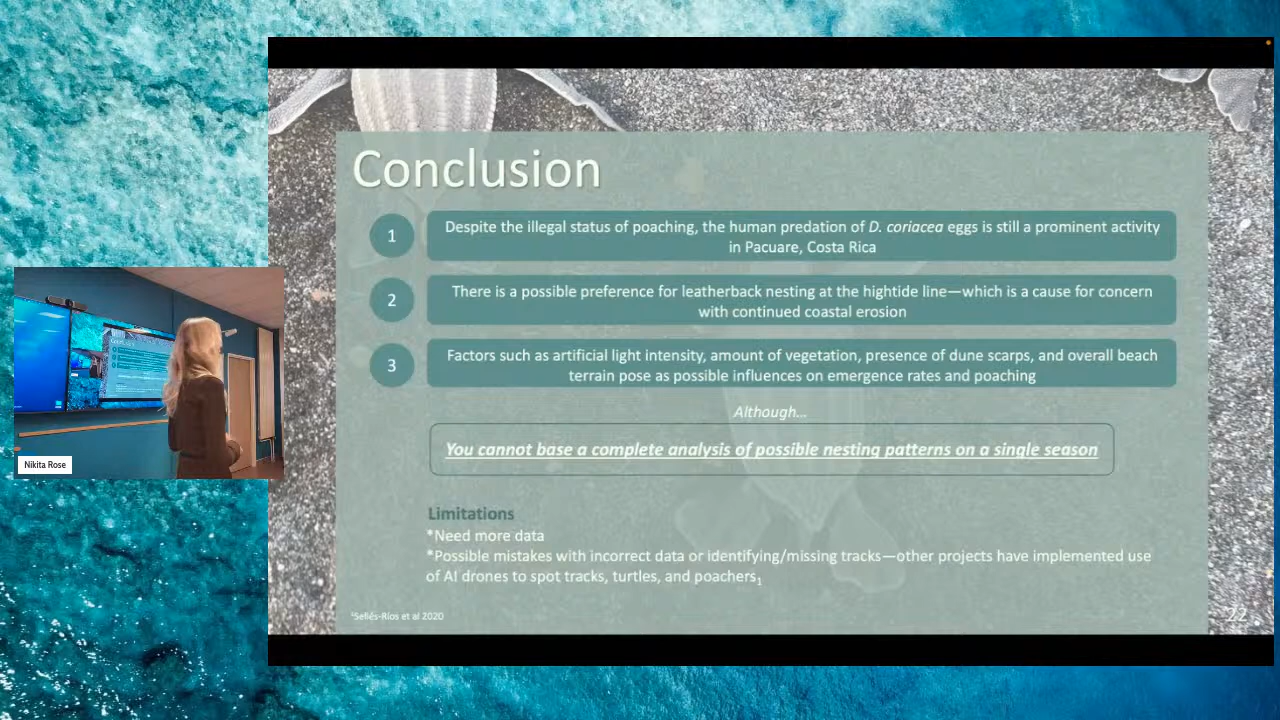 Conclusion
1
Despite the illegal status of poaching, the human predation of D. coriacea eggs is still a prominent activity
in Pacuare, Costa Rica
2
There is a possible preference for leatherback nesting at the hightide line—which is a cause for concern
with continued coastal erosion
3
Factors such as artificial light intensity, amount of vegetation, presence of dune scarps, and overall beach
terrain pose as possible influences on emergence rates and poaching
Although...
You cannot base a complete analysis of possible nesting patterns on a single season
Limitations
*Need more data
*Possible mistakes with incorrect data or identifying/missing tracks—other projects have implemented use
of AI drones to spot tracks, turtles, and poachers1
1Sellés-Ríos et al 2020
22
Nikita Rose